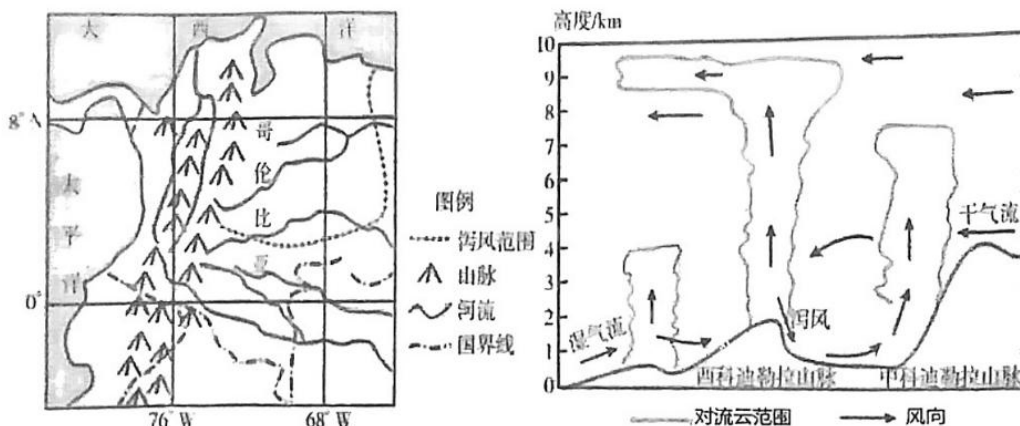 大 西 洋
8° N
太
平
洋
0°
哥
伦
比
亚
76° W
68° W
图例
泻风范围
山脉
河流
国界线
高度/km
10
9
8
7
6
5
4
3
2
1
0
湿气流
泻风
干气流
西科迪勒拉山脉
中科迪勒拉山脉
对流云范围
风向